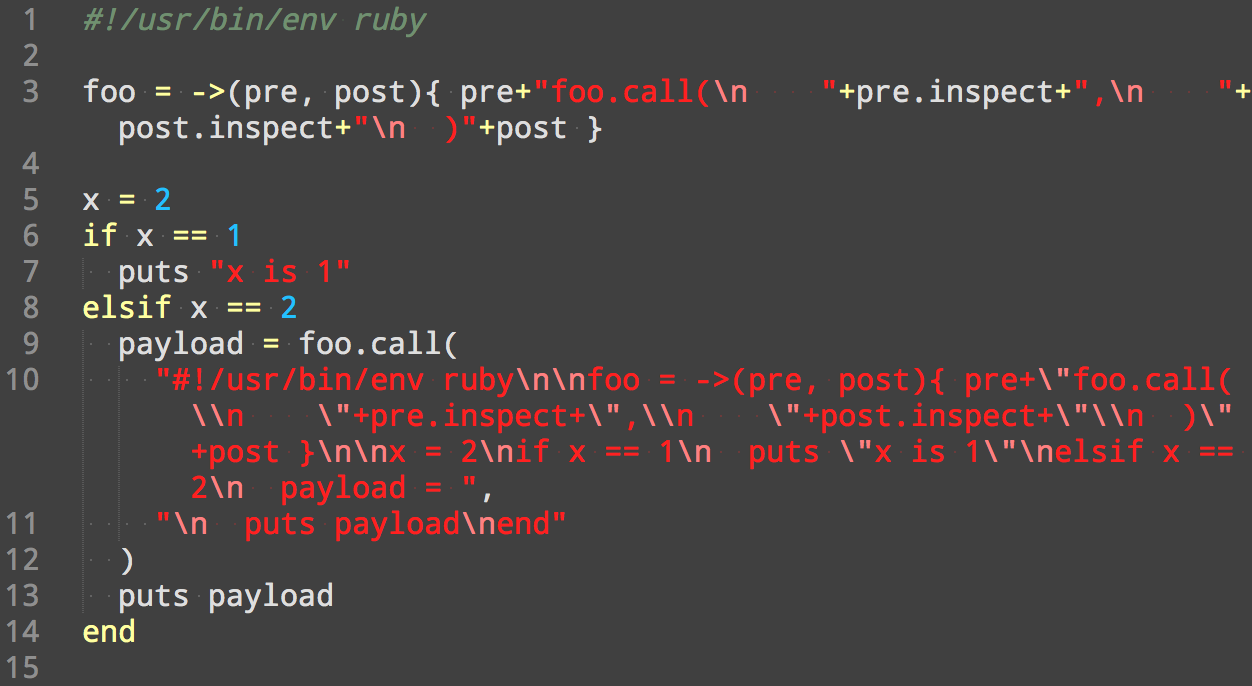 1 #!/usr/bin/env ruby
2
3 foo = ->(pre, post){ pre+"foo.call(\n    "+pre.inspect+",\n    "+
post.inspect+"\n  )"+post }
4
5 x = 2
6 if x == 1
7   puts "x is 1"
8 elsif x == 2
9   payload = foo.call(
10     "#!/usr/bin/env ruby\n\nfoo = ->(pre, post){ pre+\"foo.call(
\\n    \"+pre.inspect+\",\\n    \"+post.inspect+\"\\n  )\"
+post }\n\nx = 2\nif x == 1\n  puts \"x is 1\"\nelsif x ==
2\n  payload = ",
11     "\n  puts payload\nend"
12   )
13   puts payload
14 end
15